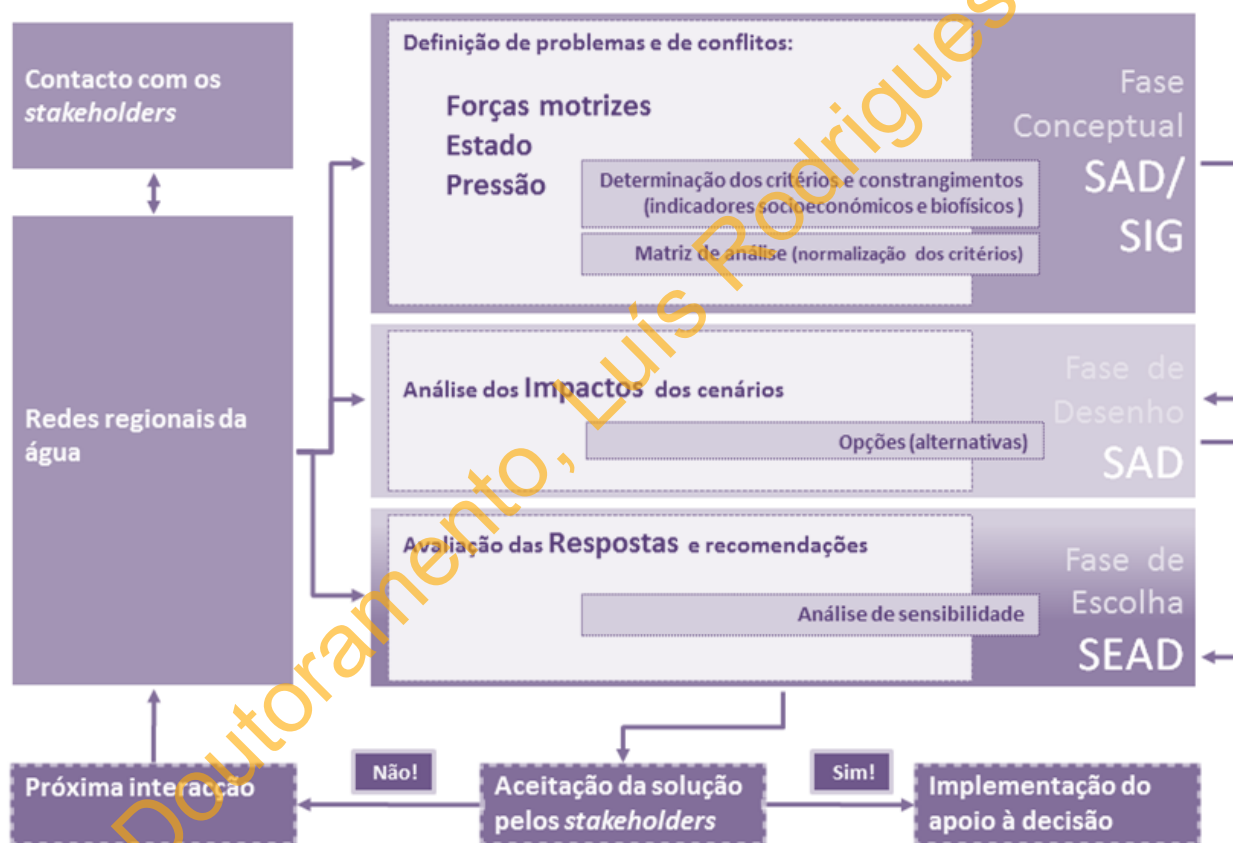 Contacto com os
stakeholders
Redes regionais da
água
Definição de problemas e de conflitos:
Forças motrizes
Estado
Pressão
Determinação dos critérios e constrangimentos
(indicadores socioeconómicos e biofísicos )
Matriz de análise (normalização dos critérios)
Fase
Conceptual
SAD/
SIG
Análise dos Impactos dos cenários
Opções (alternativas)
Fase de
Desenho
SAD
Avaliação das Respostas e recomendações
Análise de sensibilidade
Fase de
Escolha
SEAD
Próxima interacção
Não!
Aceitação da solução
pelos stakeholders
Sim!
Implementação do
apoio à decisão
Doutoramento, Luís Rodrigues